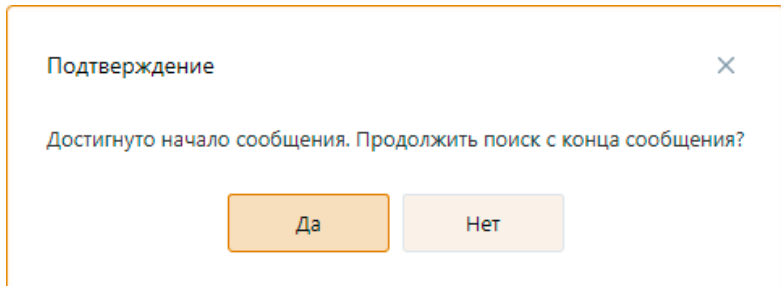 Подтверждение
Достигнуто начало сообщения. Продолжить поиск с конца сообщения?
Да
Нет